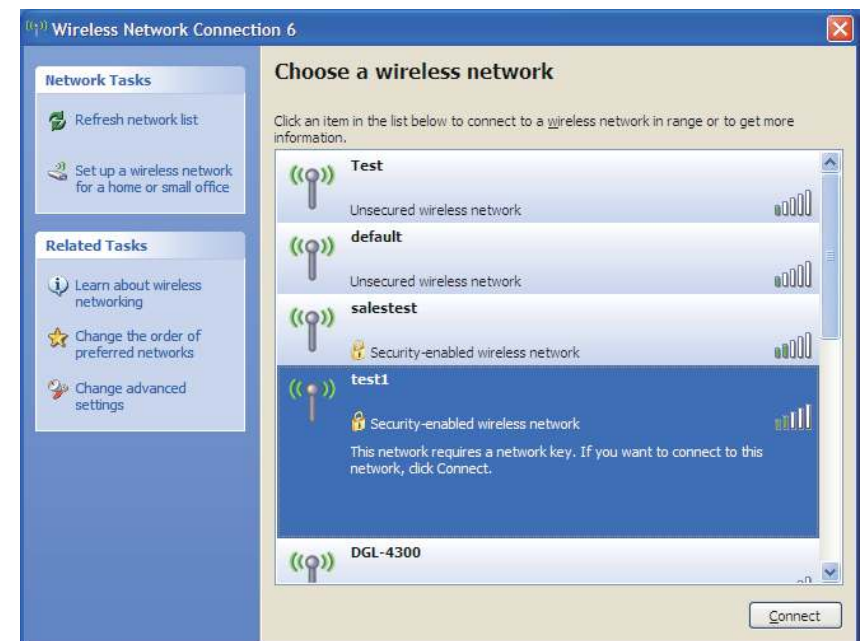 Wireless Network Connection 6
Network Tasks
Refresh network list
Set up a wireless network
for a home or small office
Related Tasks
Learn about wireless
networking
Change the order of
preferred networks
Change advanced
settings
Choose a wireless network
Click an item in the list below to connect to a wireless network in range or to get more
information.
Test
Unsecured wireless network
default
Unsecured wireless network
salestest
Security-enabled wireless network
test1
Security-enabled wireless network
This network requires a network key. If you want to connect to this
network, click Connect.
DGL-4300
Connect